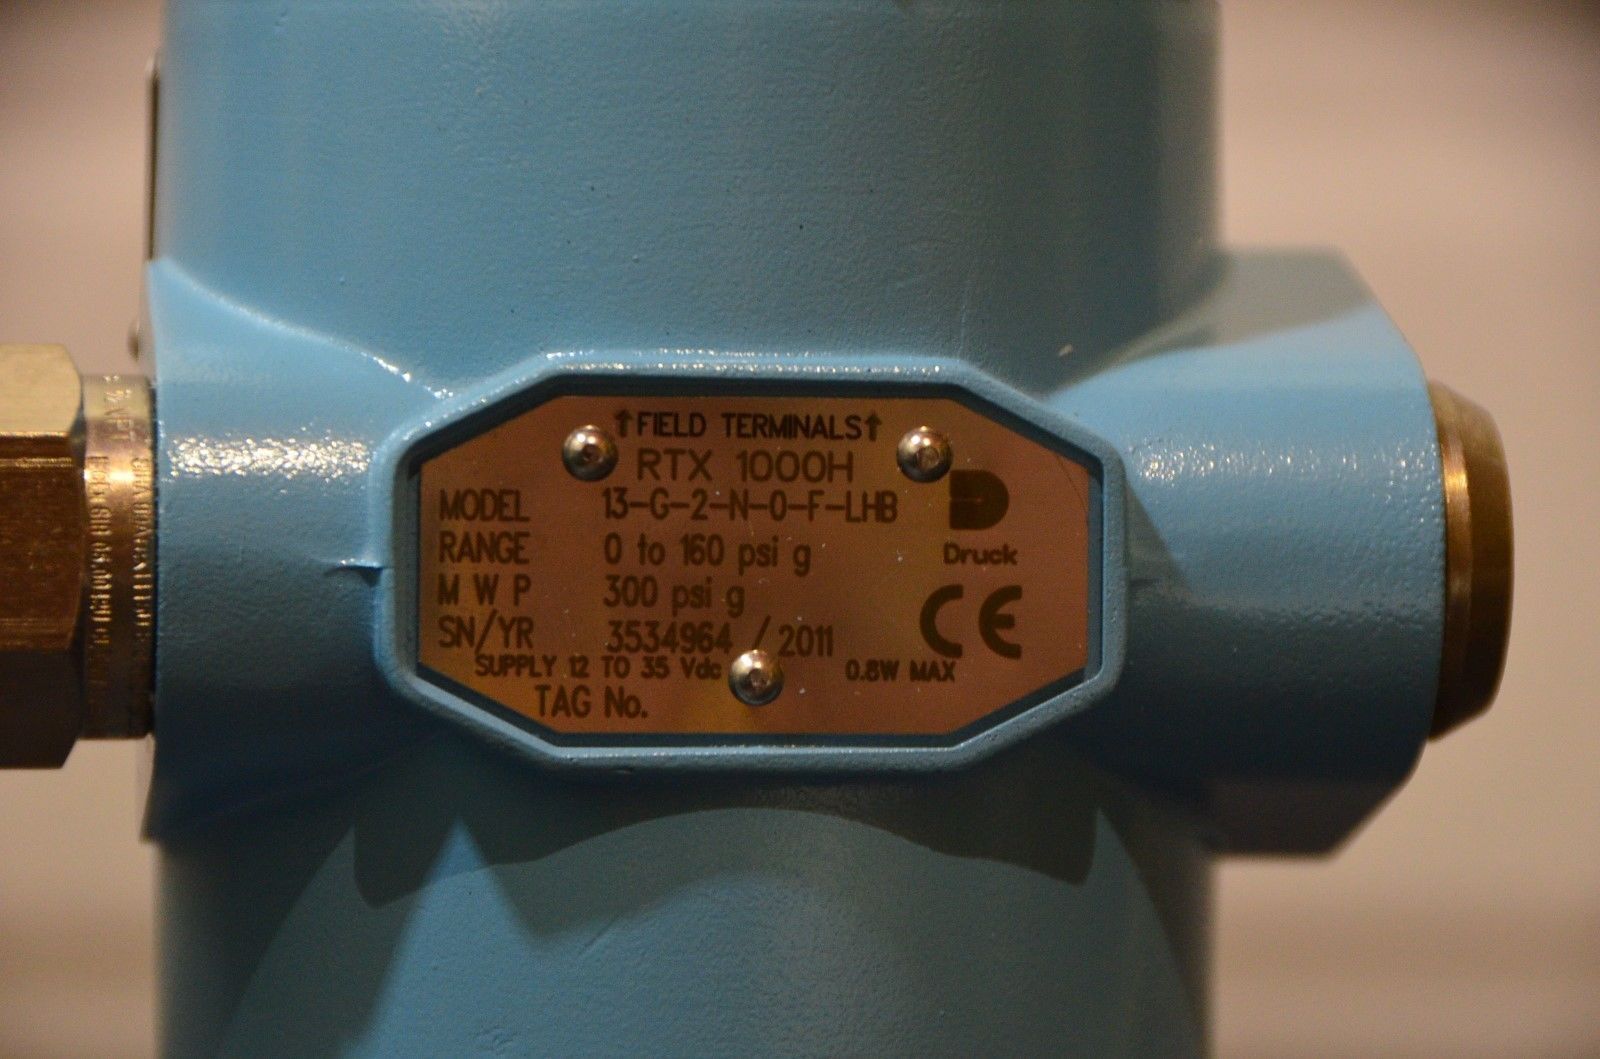 ↑FIELD TERMINALS↑
RTX 1000H
MODEL 13-G-2-N-0-F-LHB
RANGE 0 to 160 psi g
Druck
M W P 300 psi g
CE
SN/YR 3534964 / 2011
SUPPLY 12 TO 35 Vdc 0.8W MAX
TAG No.